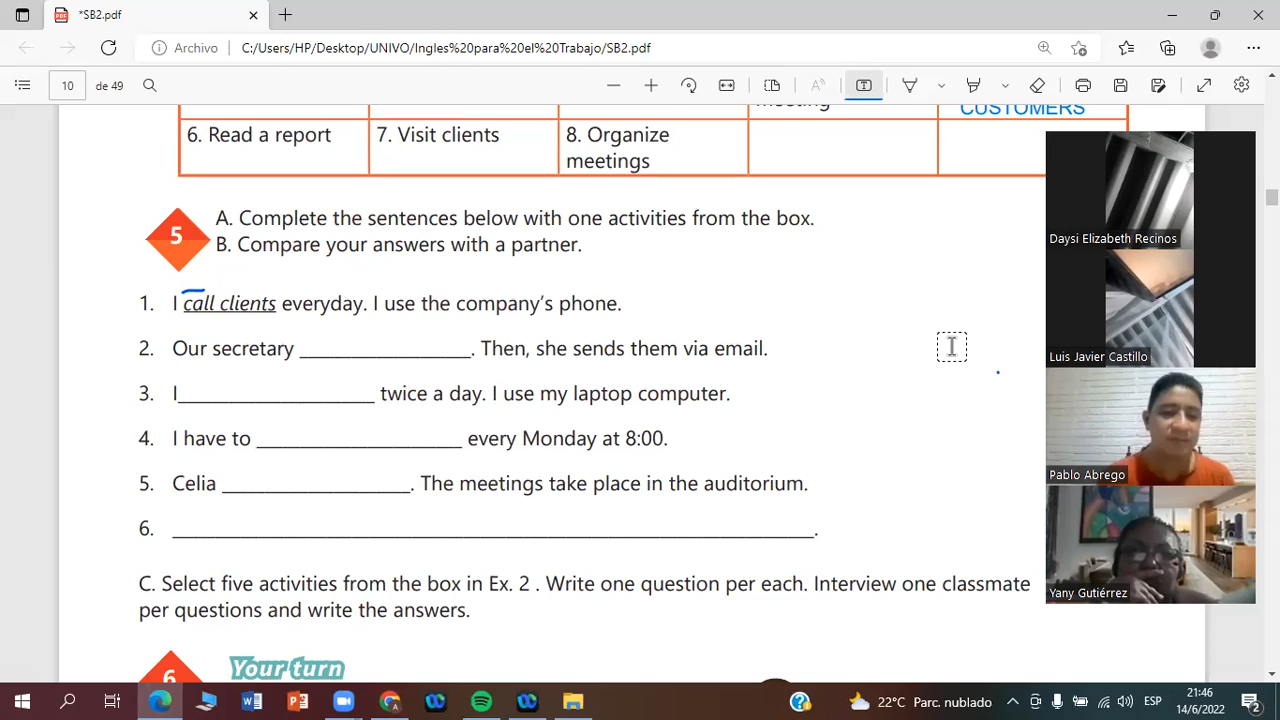 *SB2.pdf
Archivo C:/Users/HP/Desktop/UNIVO/Ingles%20para%20el%20Trabajo/SB2.pdf
10 de 49
meeting
CUSTOMERS
6. Read a report 7. Visit clients 8. Organize
meetings
5
A. Complete the sentences below with one activities from the box.
B. Compare your answers with a partner.
1. I call clients everyday. I use the company's phone.
2. Our secretary _________________. Then, she sends them via email.
3. I____________________ twice a day. I use my laptop computer.
4. I have to _____________________ every Monday at 8:00.
5. Celia ___________________. The meetings take place in the auditorium.
6. ________________________________________________________________.
C. Select five activities from the box in Ex. 2 . Write one question per each. Interview one classmate
per questions and write the answers.
6
Your turn
Daysi Elizabeth Recinos
Luis Javier Castillo
Pablo Abrego
Yany Gutiérrez
22°C Parc. nublado
ESP
21:46
14/6/2022
2